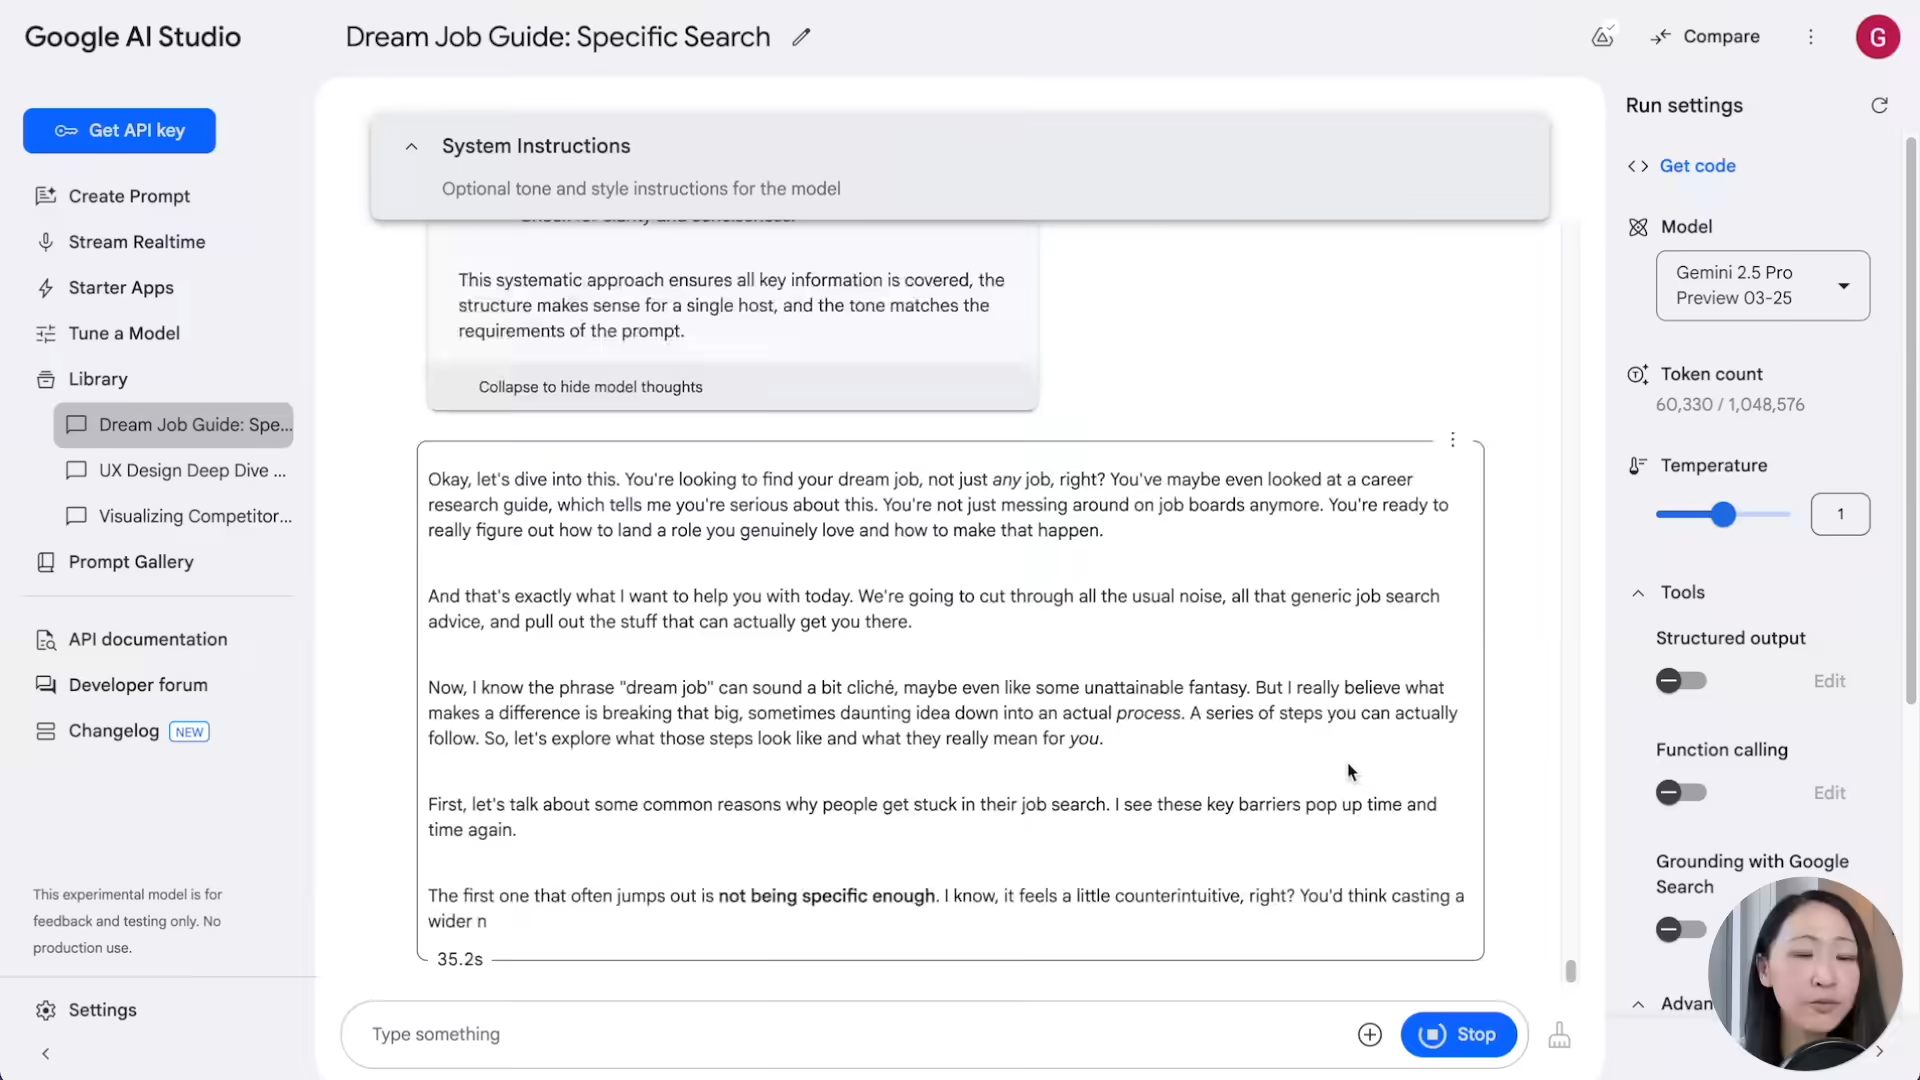 Google AI Studio
Dream Job Guide: Specific Search
Compare
G
Get API key
Create Prompt
Stream Realtime
Starter Apps
Tune a Model
Library
Dream Job Guide: Spe...
UX Design Deep Dive ...
Visualizing Competitor...
Prompt Gallery
API documentation
Developer forum
Changelog NEW
This experimental model is for
feedback and testing only. No
production use.
Settings
System Instructions
Optional tone and style instructions for the model
This systematic approach ensures all key information is covered, the
structure makes sense for a single host, and the tone matches the
requirements of the prompt.
Collapse to hide model thoughts
Okay, let's dive into this. You're looking to find your dream job, not just any job, right? You've maybe even looked at a career
research guide, which tells me you're serious about this. You're not just messing around on job boards anymore. You're ready to
really figure out how to land a role you genuinely love and how to make that happen.
And that's exactly what I want to help you with today. We're going to cut through all the usual noise, all that generic job search
advice, and pull out the stuff that can actually get you there.
Now, I know the phrase "dream job" can sound a bit cliché, maybe even like some unattainable fantasy. But I really believe what
makes a difference is breaking that big, sometimes daunting idea down into an actual process. A series of steps you can actually
follow. So, let's explore what those steps look like and what they really mean for you.
First, let's talk about some common reasons why people get stuck in their job search. I see these key barriers pop up time and
time again.
The first one that often jumps out is not being specific enough. I know, it feels a little counterintuitive, right? You'd think casting a
wider n
35.2s
Type something
Stop
Run settings
Get code
Model
Gemini 2.5 Pro
Preview 03-25
Token count
60,330 / 1,048,576
Temperature
1
Tools
Structured output
Edit
Function calling
Edit
Grounding with Google
Search
Advan